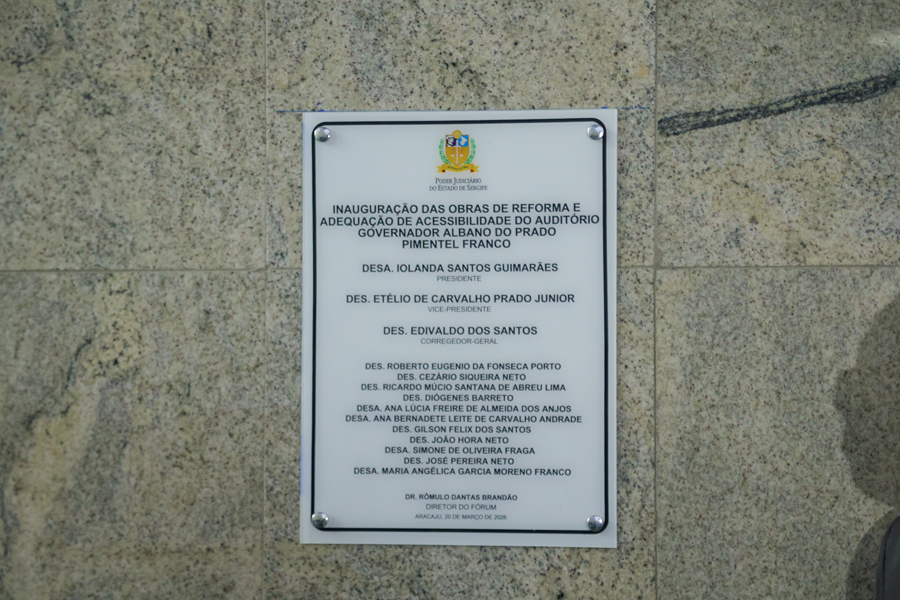 PODER JUDICIÁRIO
DO ESTADO DE SERGIPE
INAUGURAÇÃO DAS OBRAS DE REFORMA E
ADEQUAÇÃO DE ACESSIBILIDADE DO AUDITÓRIO
GOVERNADOR ALBANO DO PRADO
PIMENTEL FRANCO
DESA. IOLANDA SANTOS GUIMARÃES
PRESIDENTE
DES. ETÉLIO DE CARVALHO PRADO JUNIOR
VICE-PRESIDENTE
DES. EDIVALDO DOS SANTOS
CORREGEDOR-GERAL
DES. ROBERTO EUGENIO DA FONSECA PORTO
DES. CEZÁRIO SIQUEIRA NETO
DES. RICARDO MÚCIO SANTANA DE ABREU LIMA
DES. DIÓGENES BARRETO
DESA. ANA LÚCIA FREIRE DE ALMEIDA DOS ANJOS
DESA. ANA BERNADETE LEITE DE CARVALHO ANDRADE
DES. GILSON FELIX DOS SANTOS
DES. JOÃO HORA NETO
DESA. SIMONE DE OLIVEIRA FRAGA
DES. JOSÉ PEREIRA NETO
DESA. MARIA ANGÉLICA GARCIA MORENO FRANCO
DR. RÔMULO DANTAS BRANDÃO
DIRETOR DO FÓRUM
ARACAJU, 20 DE MARÇO DE 2026